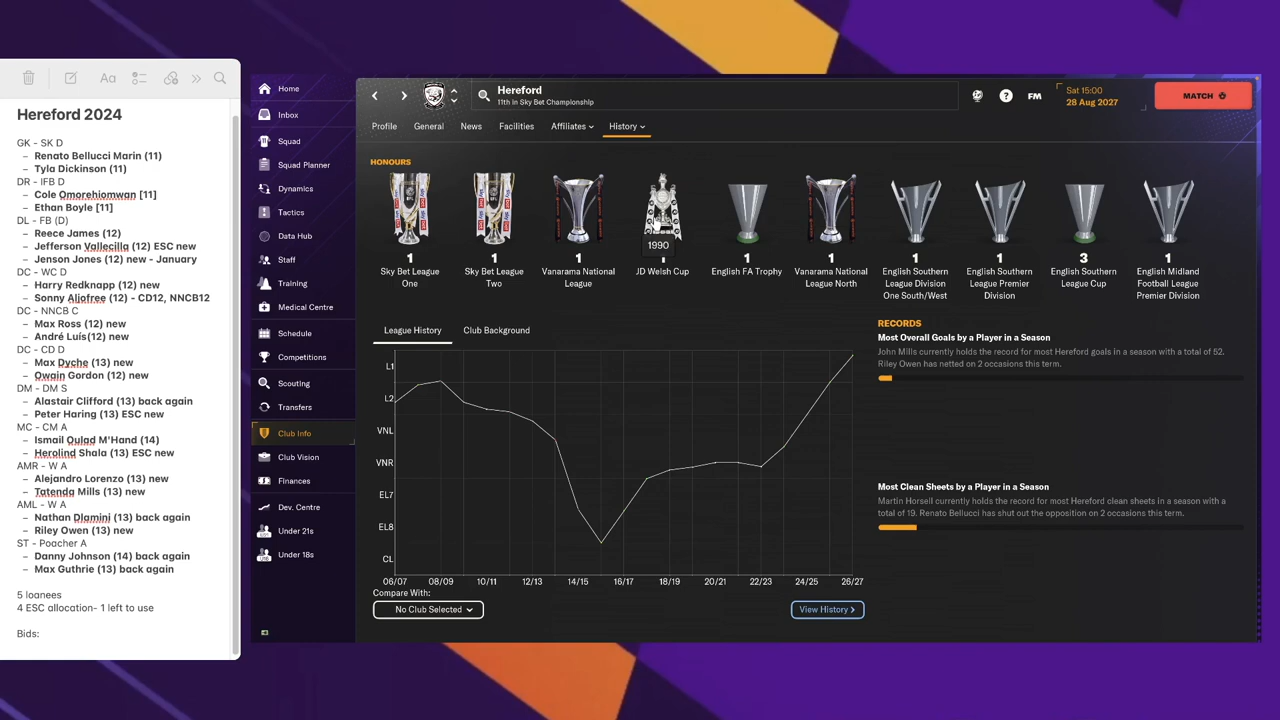 Aa
Hereford 2024
GK - SK D
– Renato Bellucci Marin (11)
– Tyla Dickinson (11)
DR - IFB D
– Cole Omorehiomwan [11]
– Ethan Boyle [11]
DL - FB (D)
– Reece James (12)
– Jefferson Vallecilla (12) ESC new
– Jenson Jones (12) new - January
DC - WC D
– Harry Redknapp (12) new
– Sonny Aljofree (12) - CD12, NNCB12
DC - NNCB C
– Max Ross (12) new
– André Luís(12) new
DC - CD D
– Max Dyche (13) new
– Owain Gordon (12) new
DM - DM S
– Alastair Clifford (13) back again
– Peter Haring (13) ESC new
MC - CM A
– Ismail Oulad M'Hand (14)
– Herolind Shala (13) ESC new
AMR - W A
– Alejandro Lorenzo (13) new
– Tatenda Mills (13) new
AML - W A
– Nathan Dlamini (13) back again
– Riley Owen (13) new
ST - Poacher A
– Danny Johnson (14) back again
– Max Guthrie (13) back again
5 loanees
4 ESC allocation- 1 left to use
Bids:
Home
Inbox
Squad
Squad Planner
Dynamics
Tactics
Data Hub
Staff
Training
Medical Centre
Schedule
Competitions
Scouting
Transfers
Club Info
Club Vision
Finances
Dev. Centre
Under 21s
Under 18s
Hereford
11th in Sky Bet Championship
?
FM
Sat 15:00
28 Aug 2027
MATCH
Profile General News Facilities Affiliates History
HONOURS
1990
1 1 1 1 1 1 1 1 3 1
Sky Bet League One
Sky Bet League Two
Vanarama National League
JD Welsh Cup
English FA Trophy
Vanarama National League North
English Southern League Division One South/West
English Southern League Premier Division
English Southern League Cup
English Midland Football League Premier Division
League History Club Background
L1
L2
VNL
VNR
EL7
EL8
CL
06/07 08/09 10/11 12/13 14/15 16/17 18/19 20/21 22/23 24/25 26/27
Compare With:
No Club Selected
View History
RECORDS
Most Overall Goals by a Player in a Season
John Mills currently holds the record for most Hereford goals in a season with a total of 52.
Riley Owen has netted on 2 occasions this term.
Most Clean Sheets by a Player in a Season
Martin Horsell currently holds the record for most Hereford clean sheets in a season with a
total of 19. Renato Bellucci has shut out the opposition on 2 occasions this term.